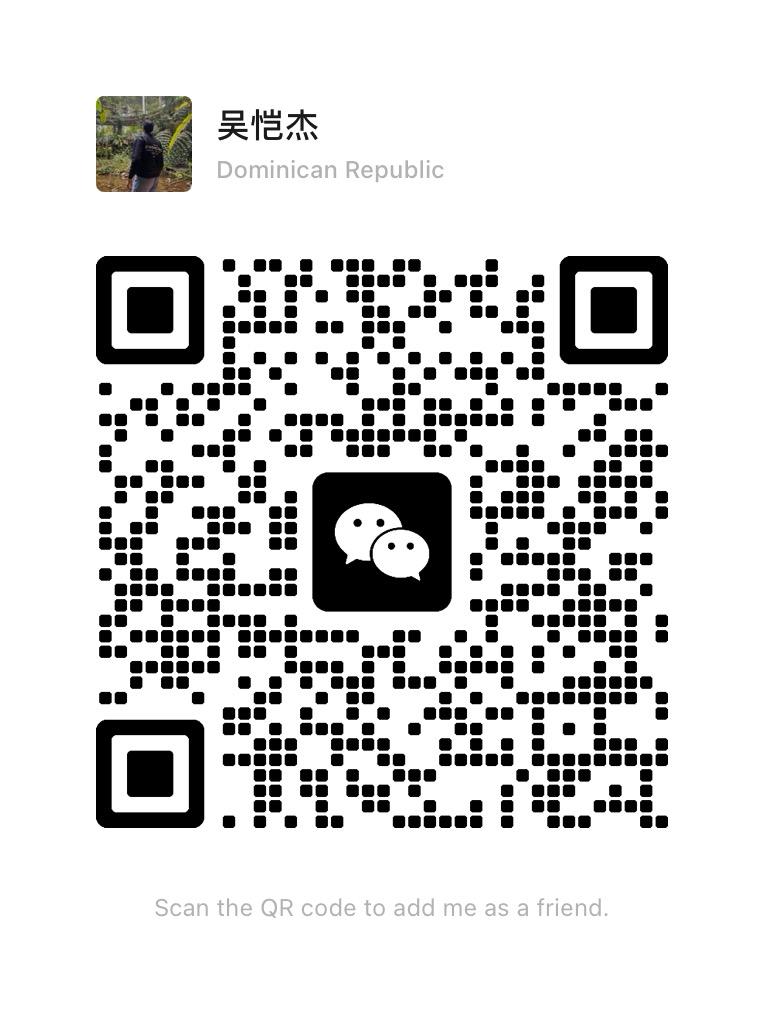 吴恺杰
Dominican Republic
Scan the QR code to add me as a friend.